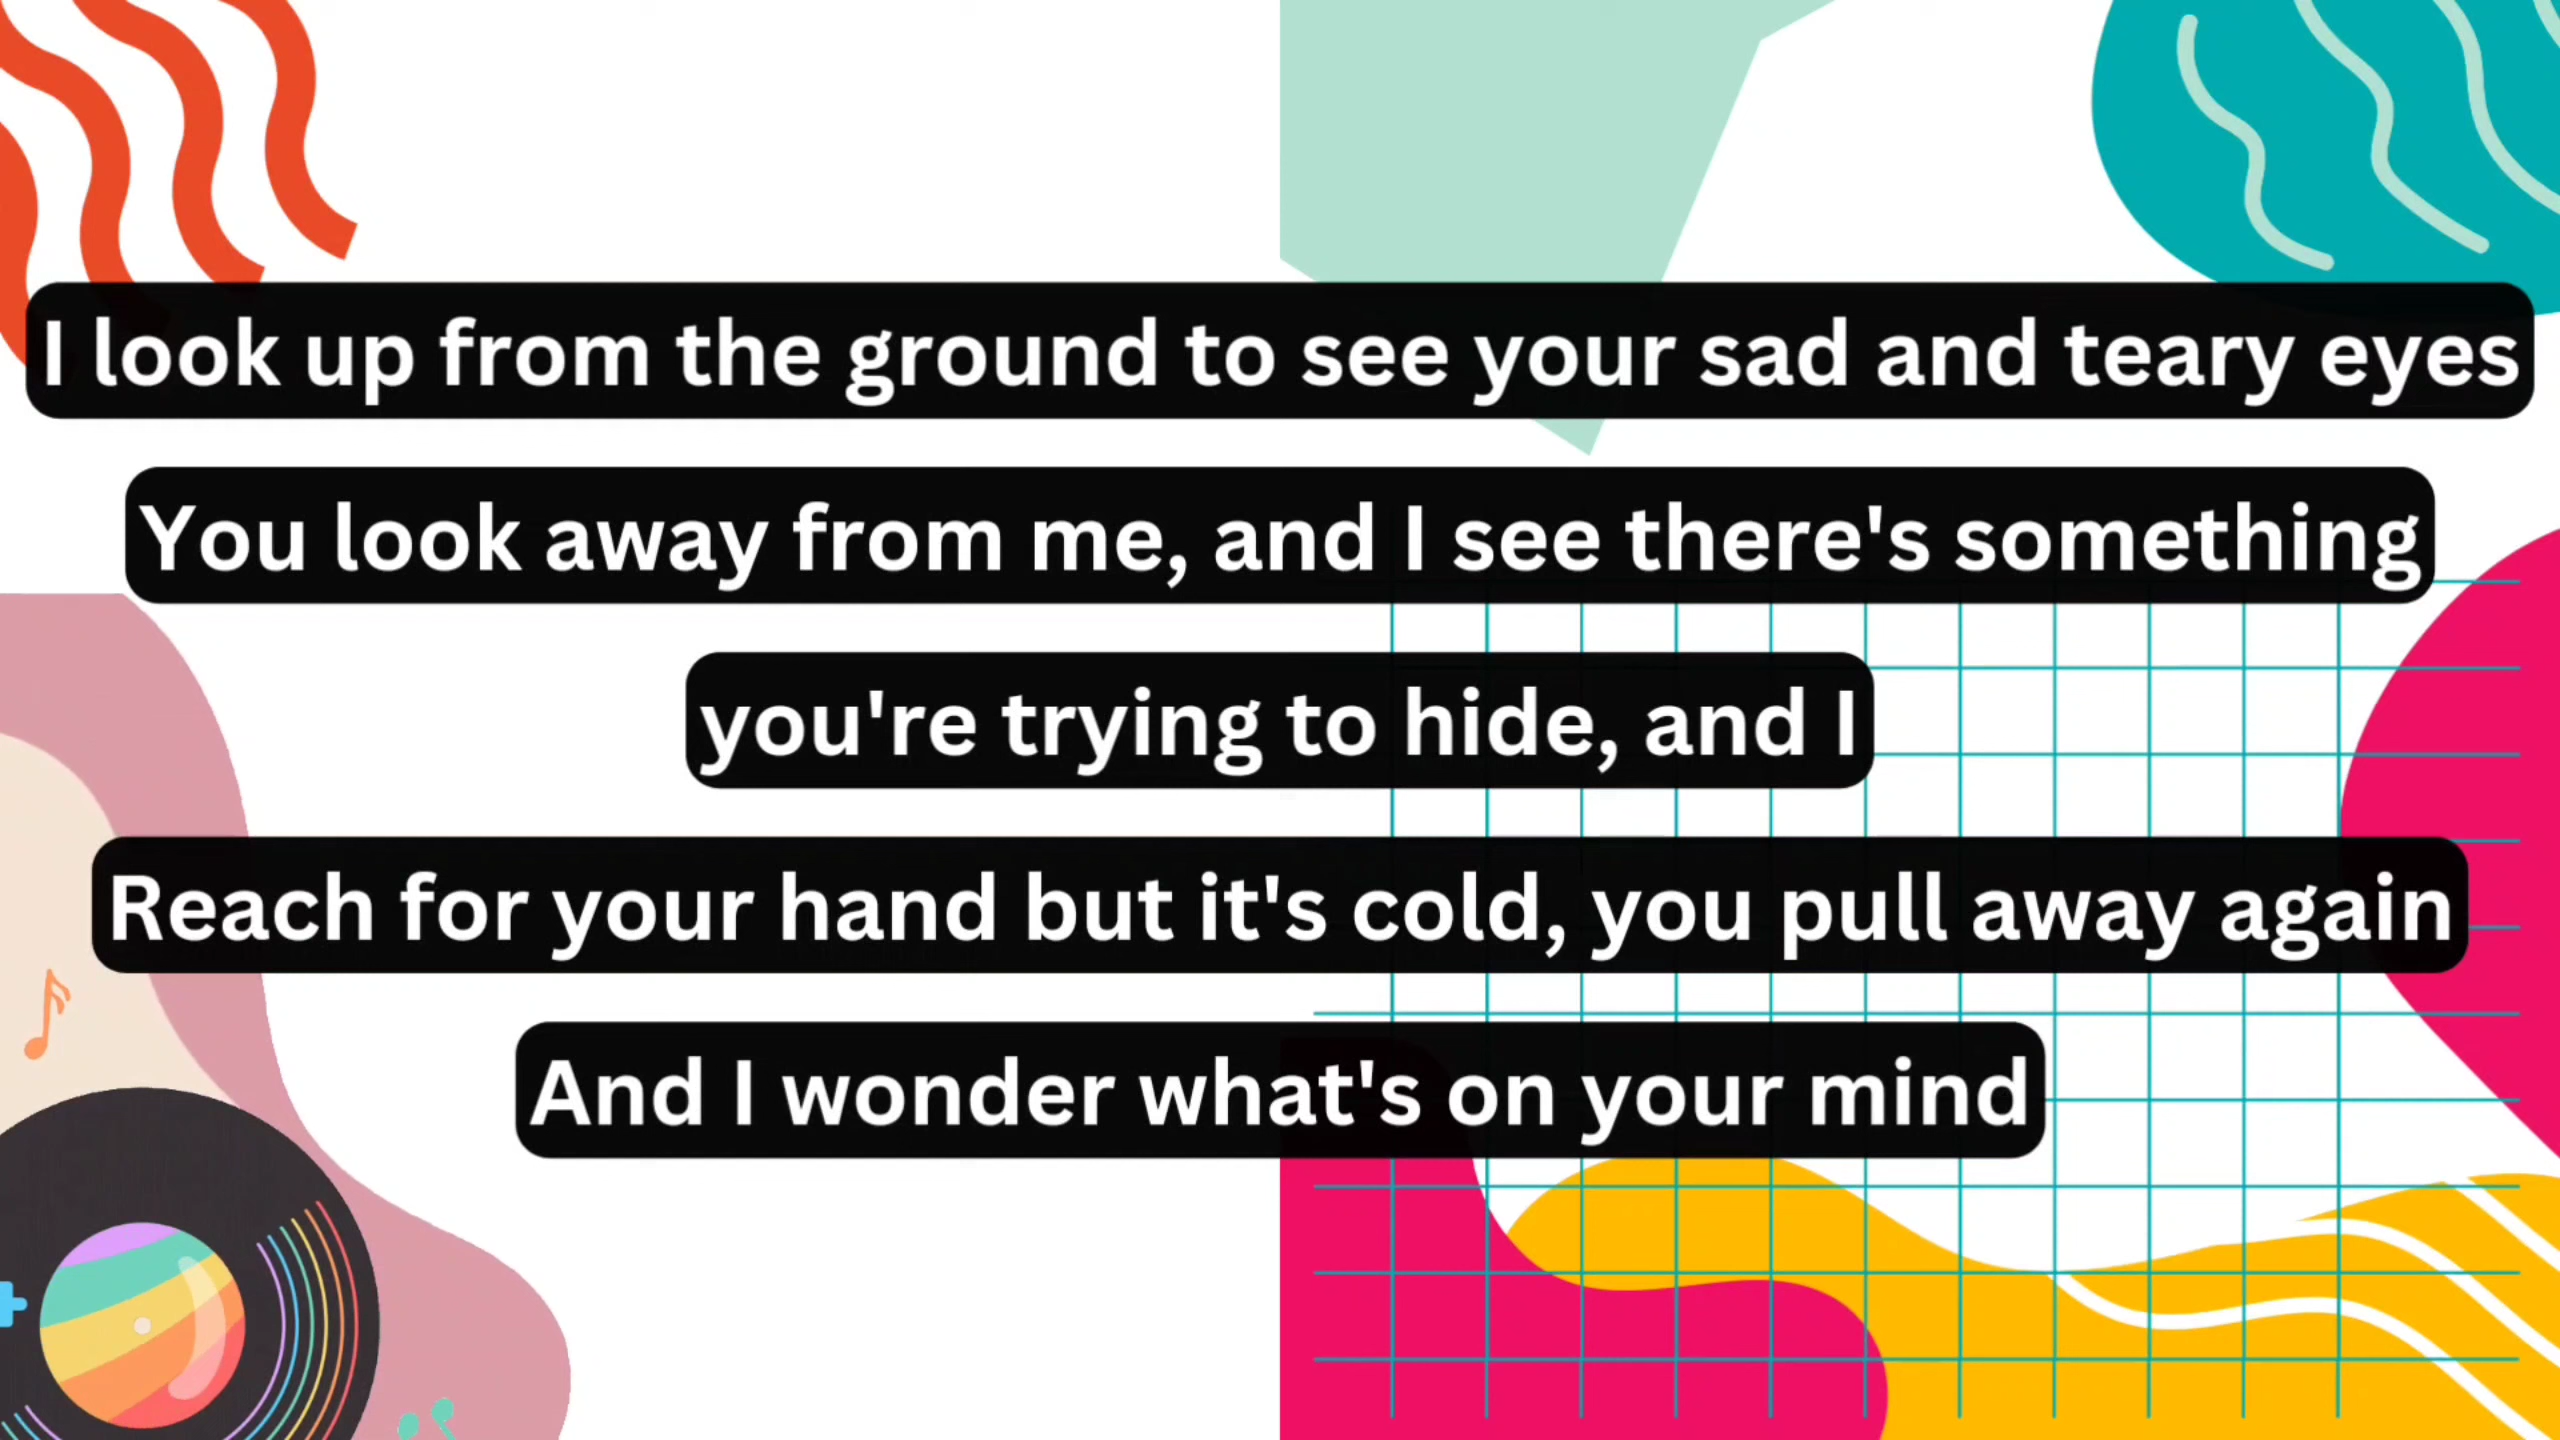 I look up from the ground to see your sad and teary eyes
You look away from me, and I see there's something
you're trying to hide, and I
Reach for your hand but it's cold, you pull away again
And I wonder what's on your mind